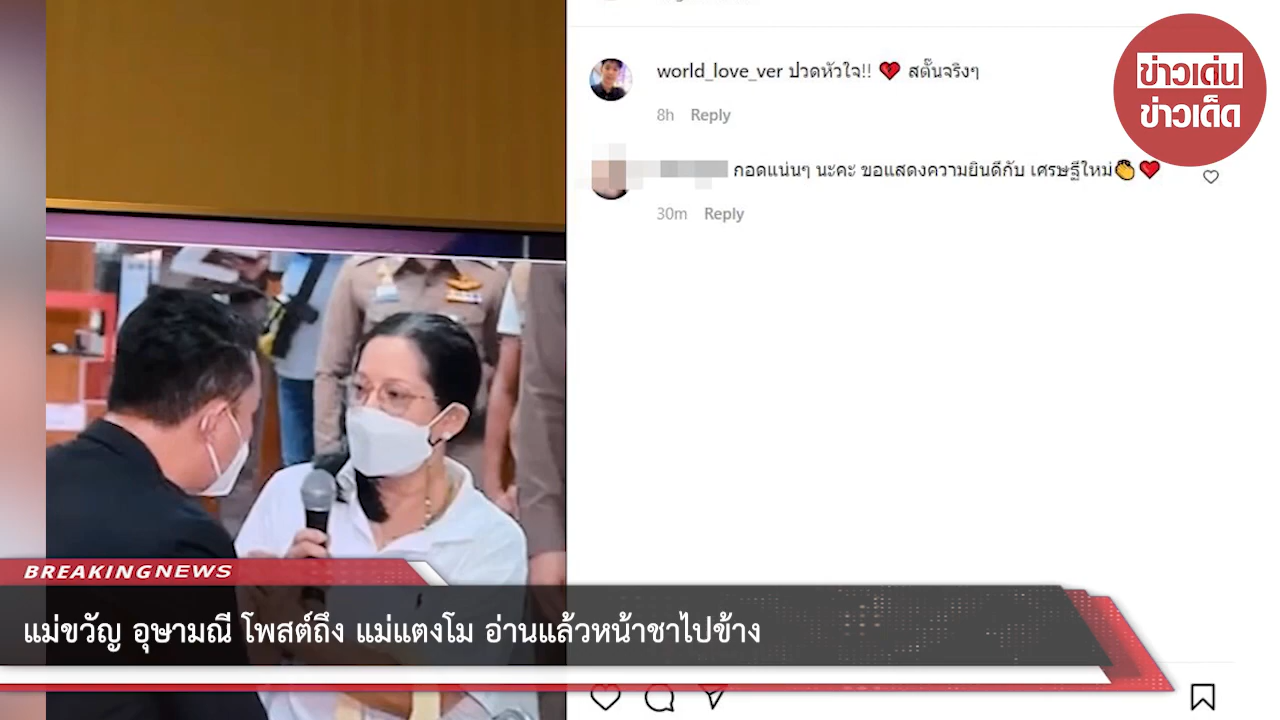 world_love_ver ปวดหัวใจ!! 💔 สตั๊นจริงๆ
8h Reply
ข่าวเด่น
ข่าวเด็ด
กอดแน่นๆ นะคะ ขอแสดงความยินดีกับ เศรษฐีใหม่👏❤️
30m Reply
BREAKINGNEWS
แม่ขวัญ อุษามณี โพสต์ถึง แม่แตงโม อ่านแล้วหน้าชาไปข้าง